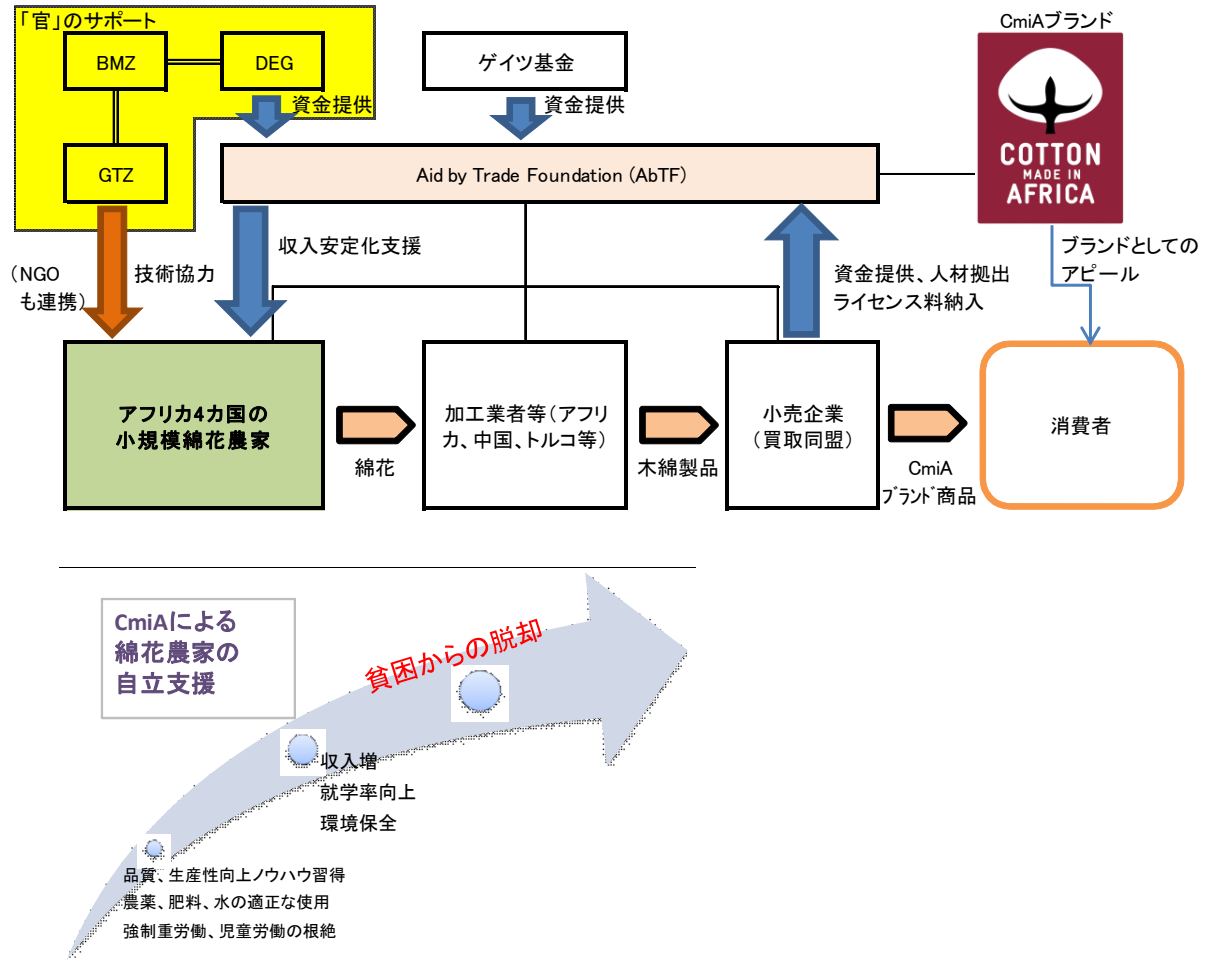 「官」のサポート
CmiAブランド
BMZ
DEG
ゲイツ基金
資金提供
資金提供
COTTON
MADE IN
AFRICA
GTZ
Aid by Trade Foundation (AbTF)
(NGO
も連携)
技術協力
収入安定化支援
資金提供、人材拠出
ライセンス料納入
ブランドとしての
アピール
アフリカ4カ国の
小規模綿花農家
綿花
加工業者等(アフリ
カ、中国、トルコ等)
木綿製品
小売企業
(買取同盟)
CmiA
ブランド商品
消費者
CmiAによる
綿花農家の
自立支援
貧困からの脱却
収入増
就学率向上
環境保全
品質、生産性向上ノウハウ習得
農薬、肥料、水の適正な使用
強制重労働、児童労働の根絶